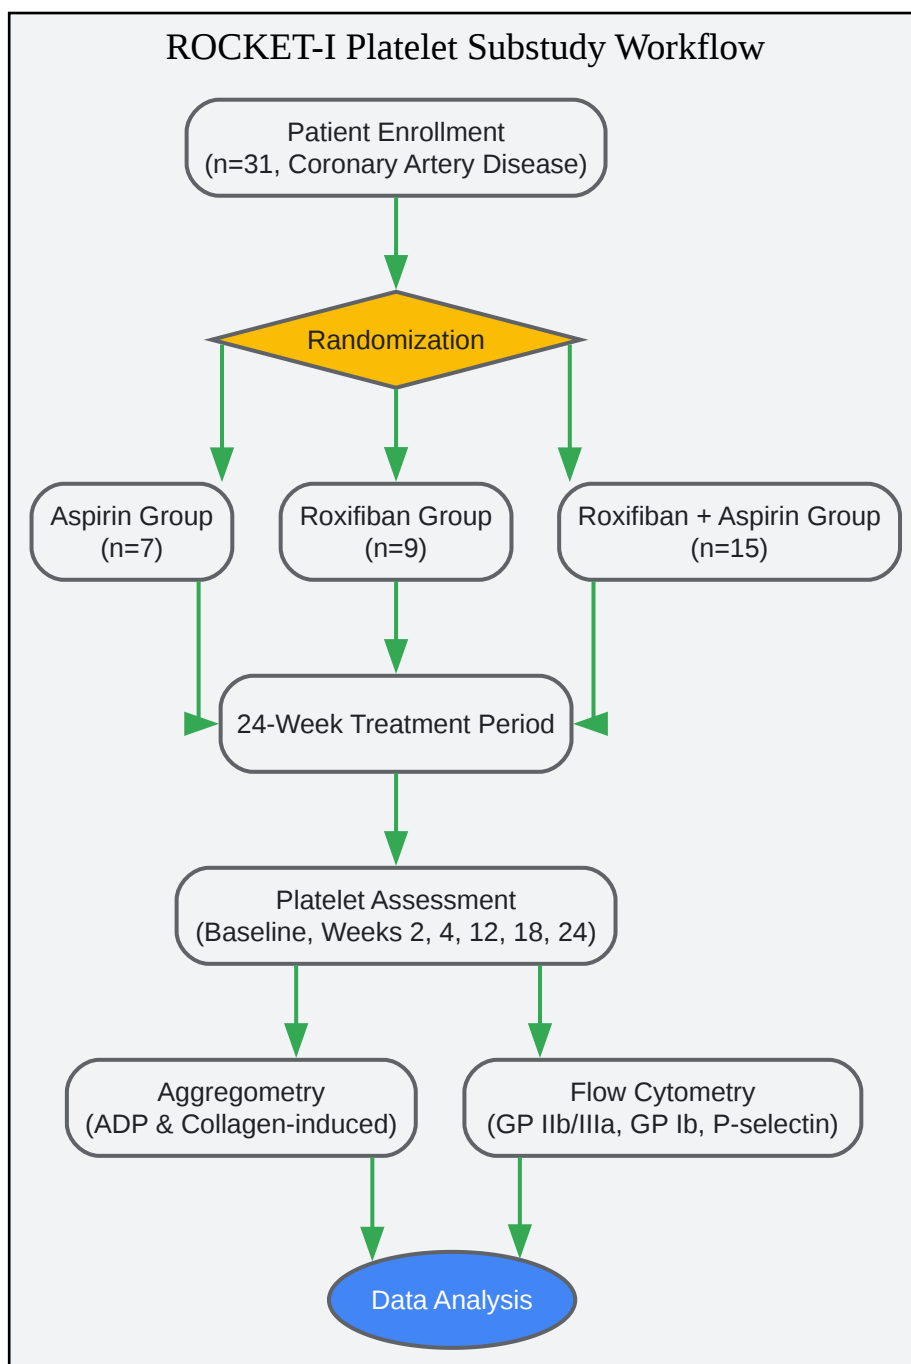 ROCKET-I Platelet Substudy Workflow
Patient Enrollment
(n=31, Coronary Artery Disease)
Randomization
Aspirin Group
(n=7)
Roxifiban Group
(n=9)
Roxifiban + Aspirin Group
(n=15)
24-Week Treatment Period
Platelet Assessment
(Baseline, Weeks 2, 4, 12, 18, 24)
Aggregometry
(ADP & Collagen-induced)
Flow Cytometry
(GP IIb/IIIa, GP Ib, P-selectin)
Data Analysis